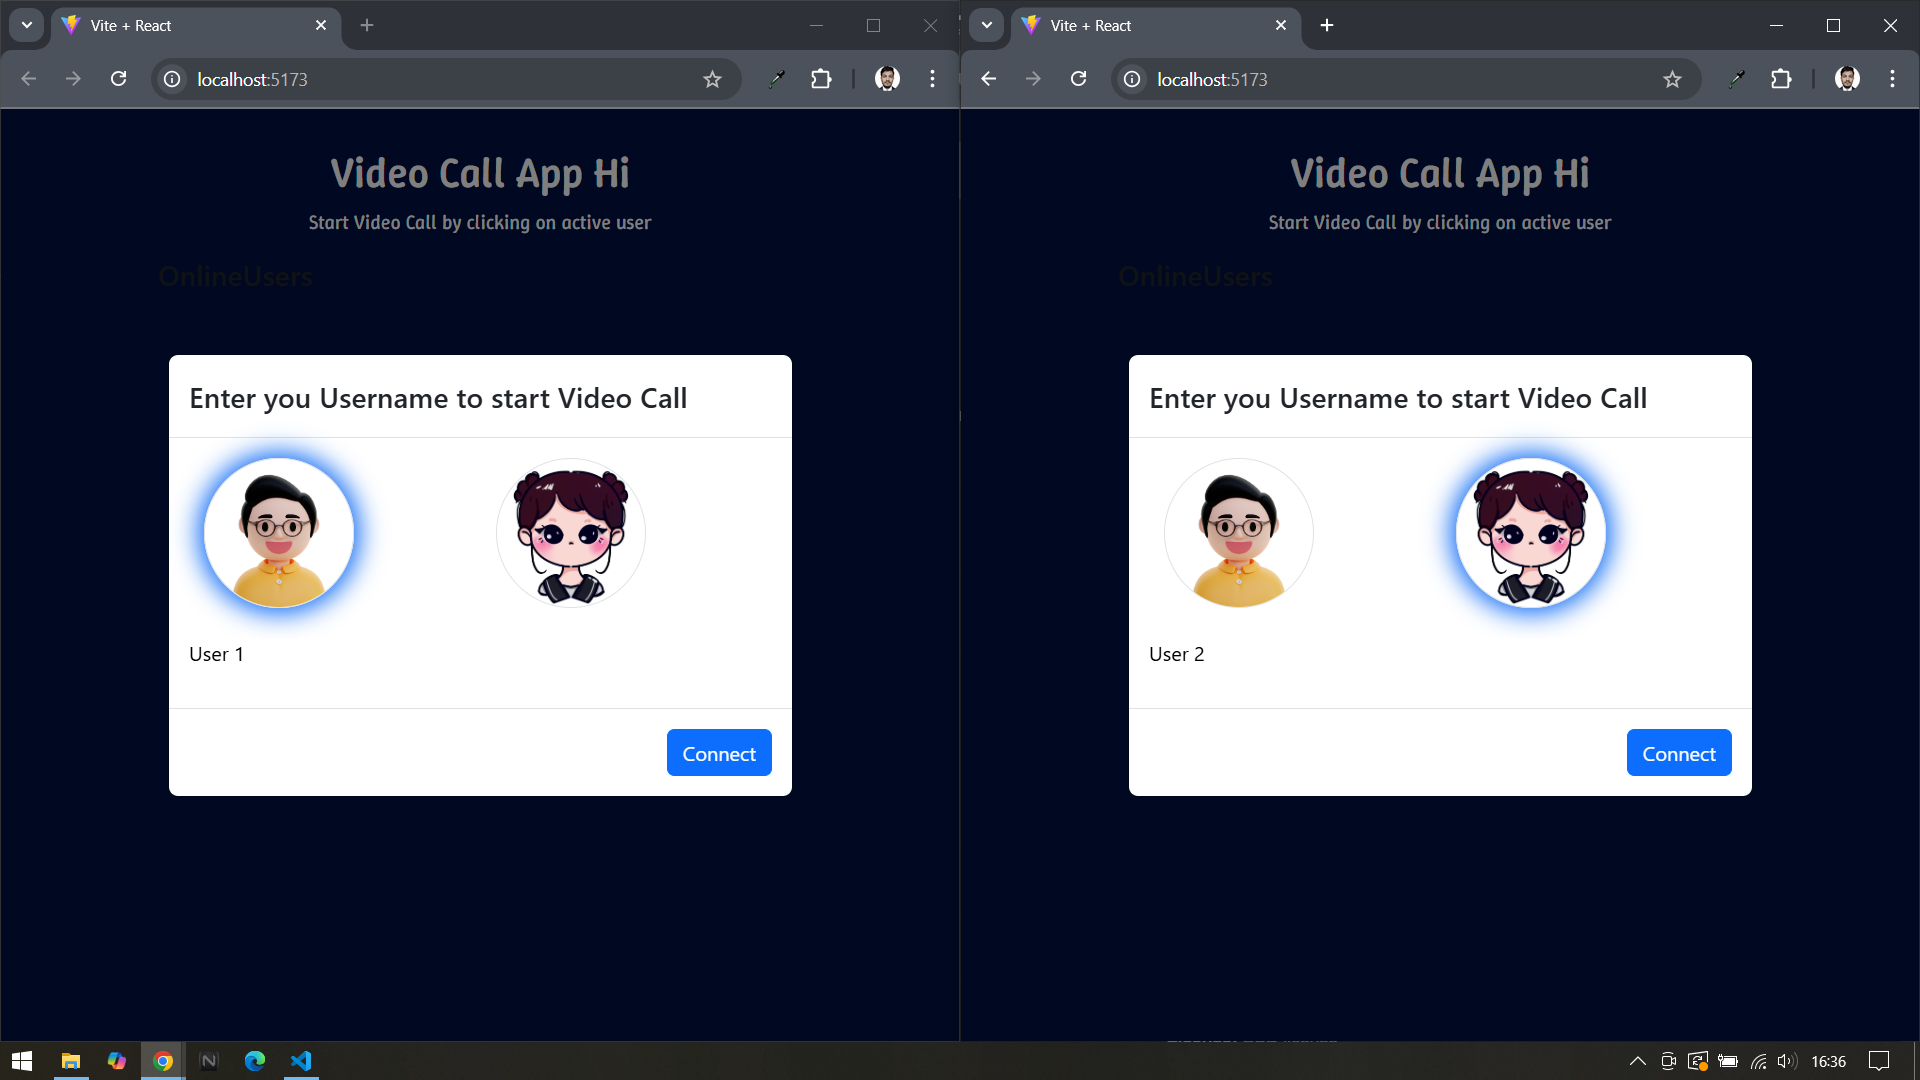 Vite + React
localhost:5173
Video Call App Hi
Start Video Call by clicking on active user
OnlineUsers
Enter you Username to start Video Call
User 1
Connect
Vite + React
localhost:5173
Video Call App Hi
Start Video Call by clicking on active user
OnlineUsers
Enter you Username to start Video Call
User 2
Connect
16:36